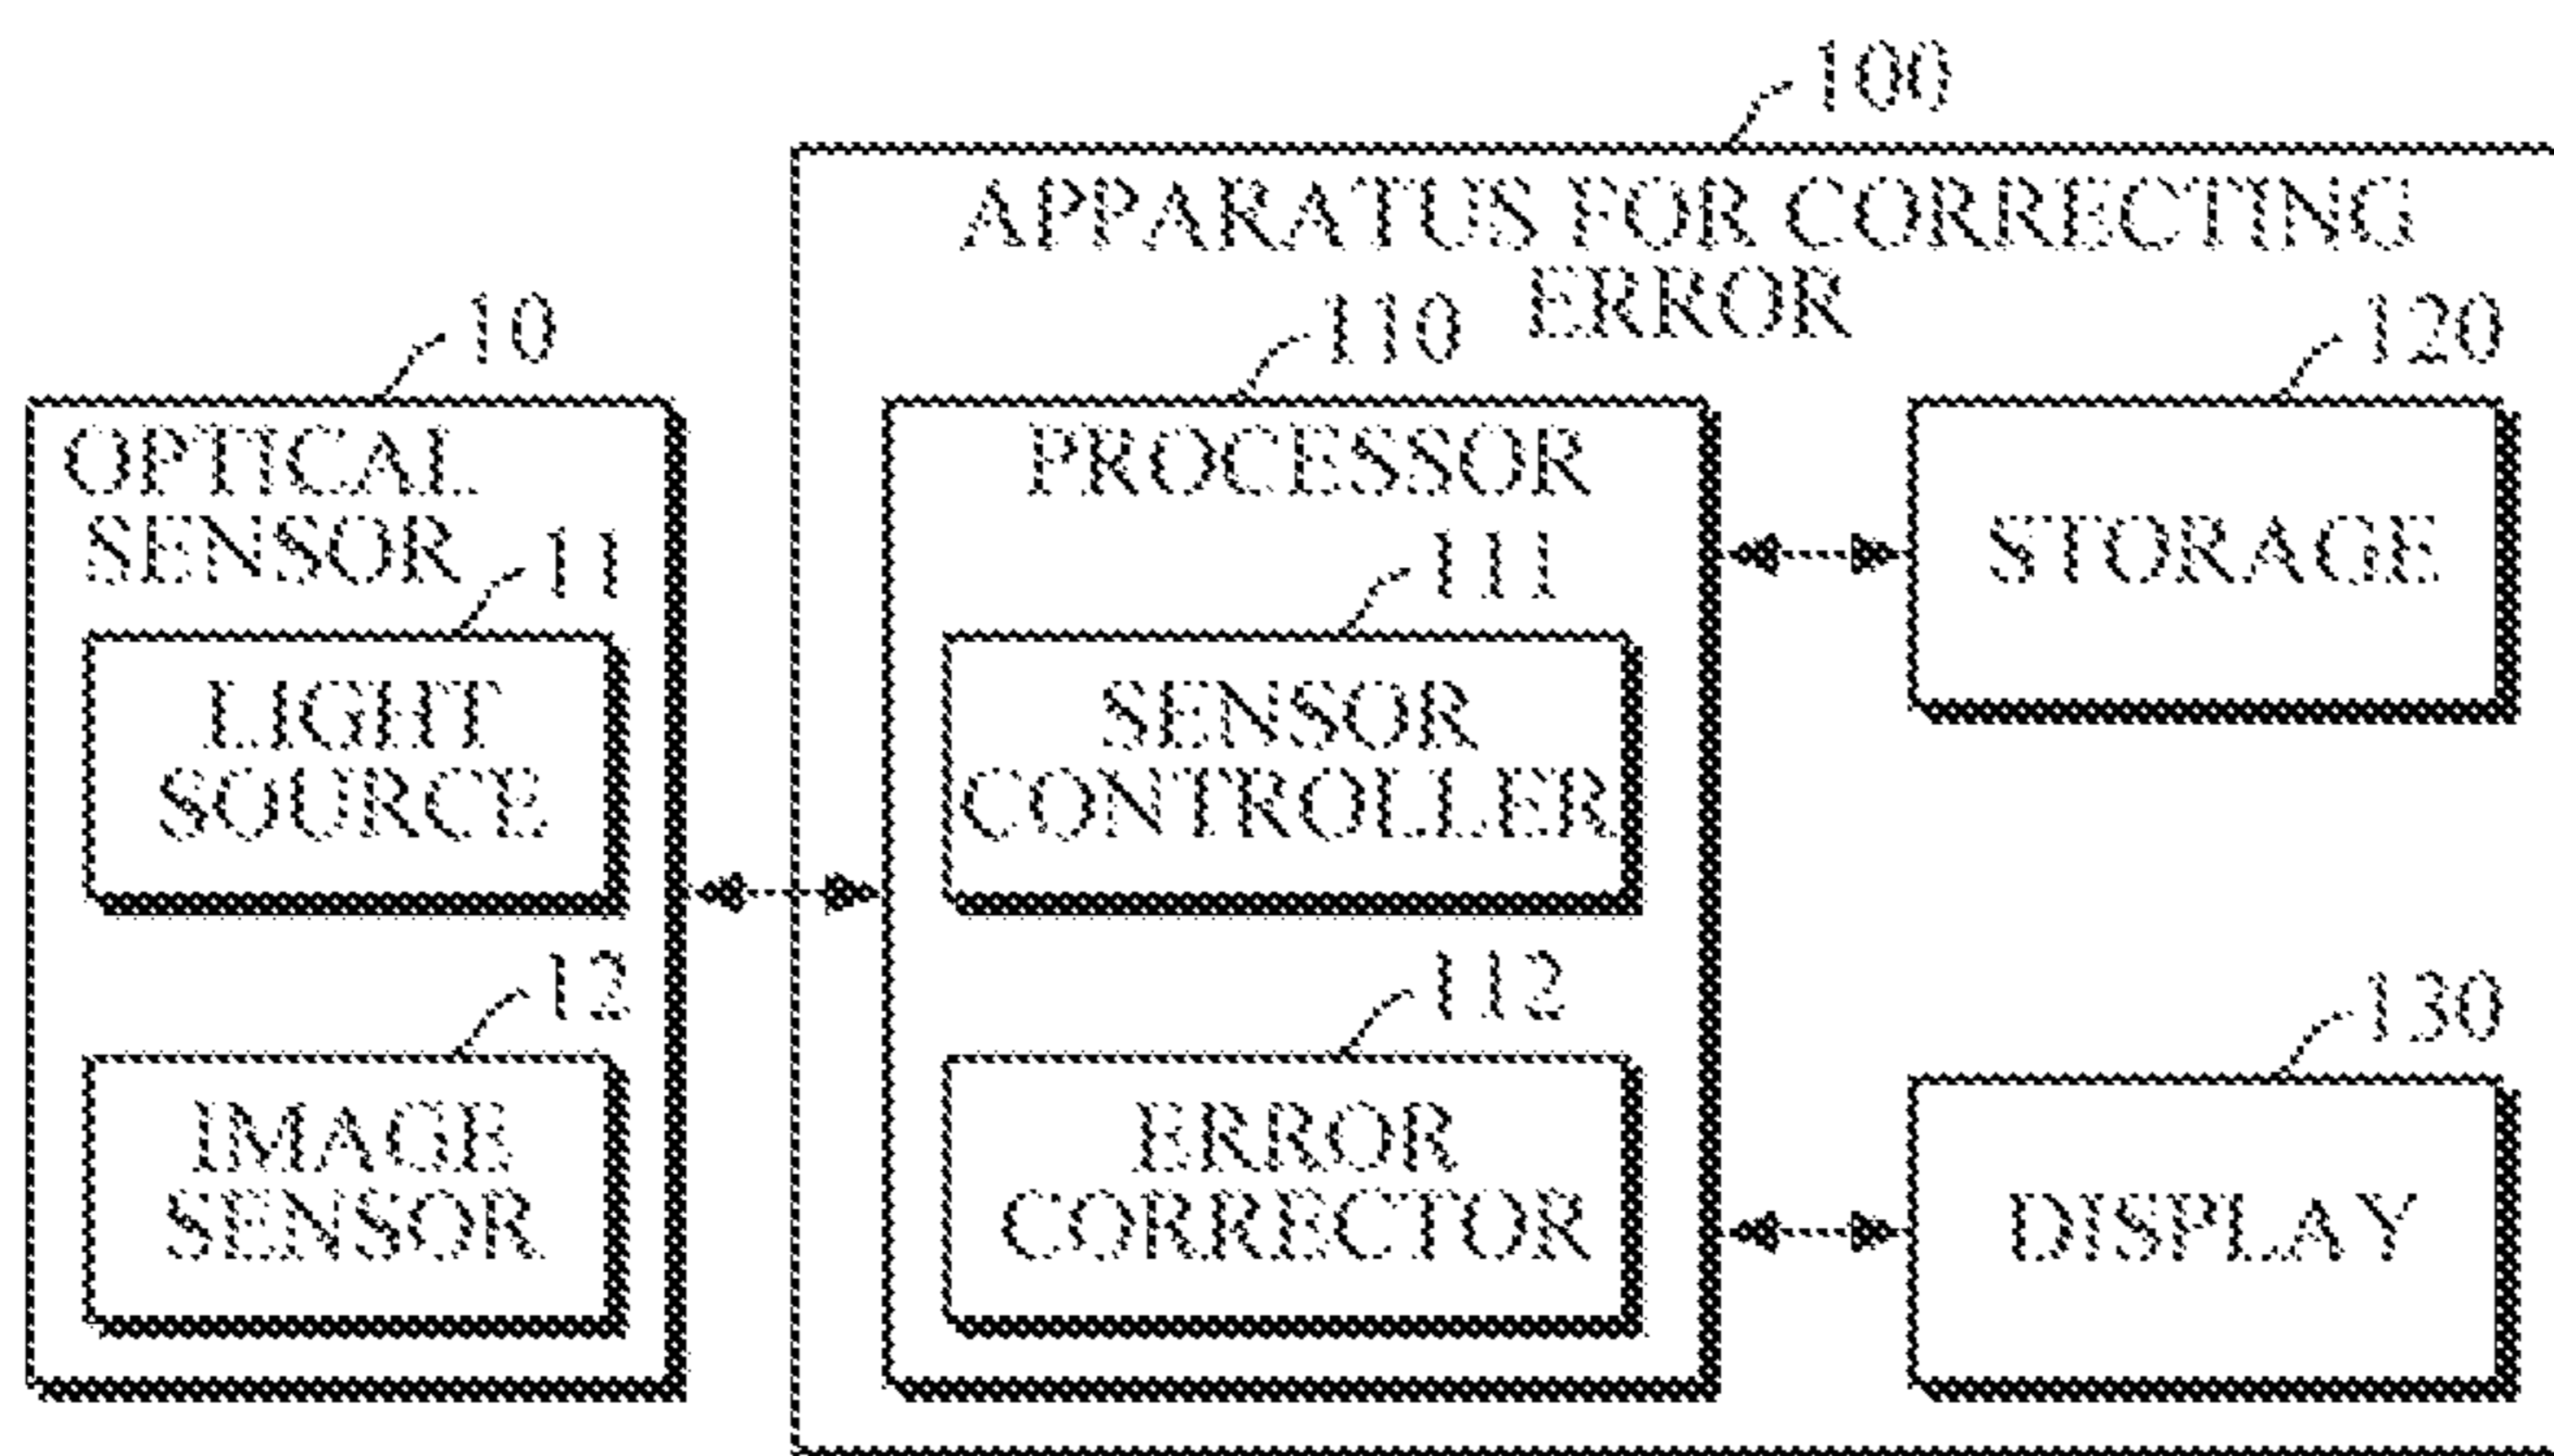 100
APPARATUS FOR CORRECTING
ERROR
10
OPTICAL
SENSOR
11
LIGHT
SOURCE
12
IMAGE
SENSOR
110
PROCESSOR
111
SENSOR
CONTROLLER
112
ERROR
CORRECTOR
120
STORAGE
130
DISPLAY